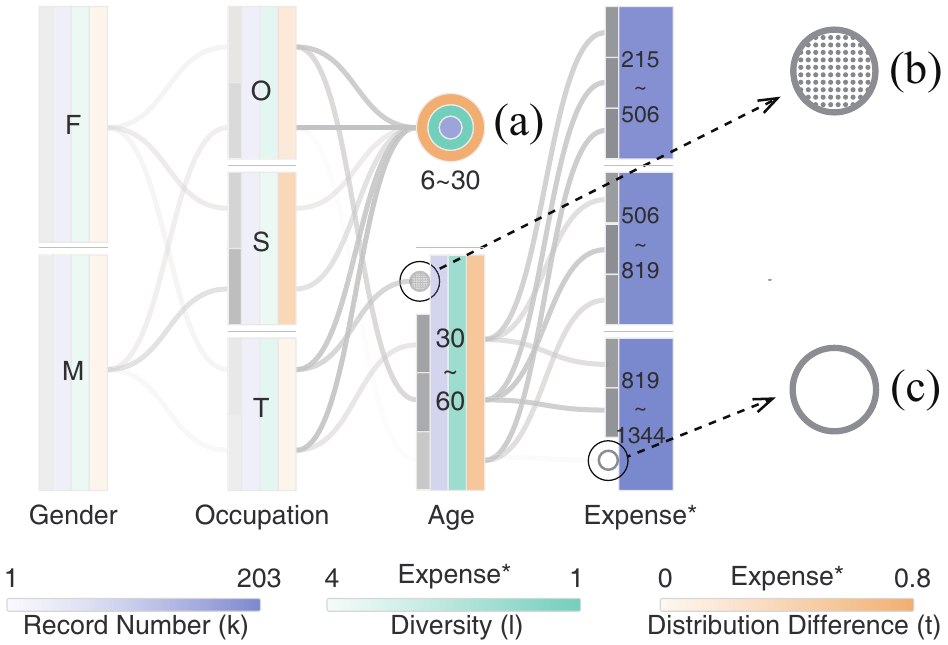 F
M
Gender
O
S
T
Occupation
(a)
6~30
30
~
60
Age
215
~
506
506
~
819
819
~
1344
Expense*
(b)
(c)
1
203
Record Number (k)
4
Expense*
1
Diversity (l)
0
Expense*
0.8
Distribution Difference (t)